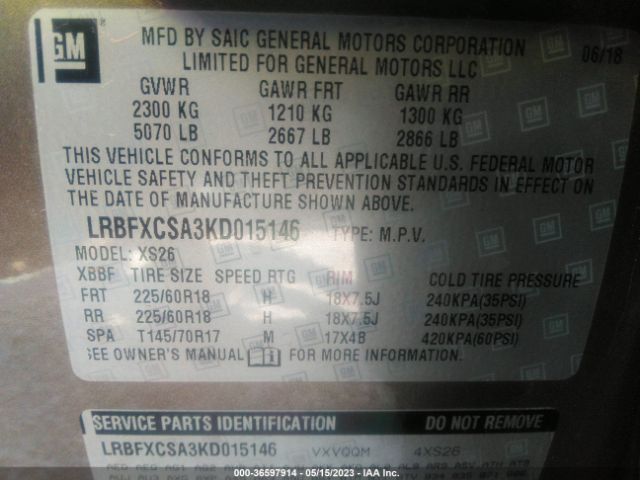 GM
MFD BY SAIC GENERAL MOTORS CORPORATION
LIMITED FOR GENERAL MOTORS LLC
06/18
GVWR GAWR FRT GAWR RR
2300 KG 1210 KG 1300 KG
5070 LB 2667 LB 2866 LB
THIS VEHICLE CONFORMS TO ALL APPLICABLE U.S. FEDERAL MOTOR
VEHICLE SAFETY AND THEFT PREVENTION STANDARDS IN EFFECT ON
THE DATE OF MANUFACTURE SHOWN ABOVE.
LRBFXCSA3KD015146 TYPE: M.P.V.
MODEL: XS26
XBBF TIRE SIZE SPEED RTG RIM COLD TIRE PRESSURE
FRT 225/60R18 H 18X7.5J 240KPA(35PSI)
RR 225/60R18 H 18X7.5J 240KPA(35PSI)
SPA T145/70R17 M 17X4B 420KPA(60PSI)
SEE OWNER'S MANUAL FOR MORE INFORMATION.
SERVICE PARTS IDENTIFICATION DO NOT REMOVE
LRBFXCSA3KD015146 VXVQQM 4XS26
000-36597914 - 05/15/2023 - IAAI.COM